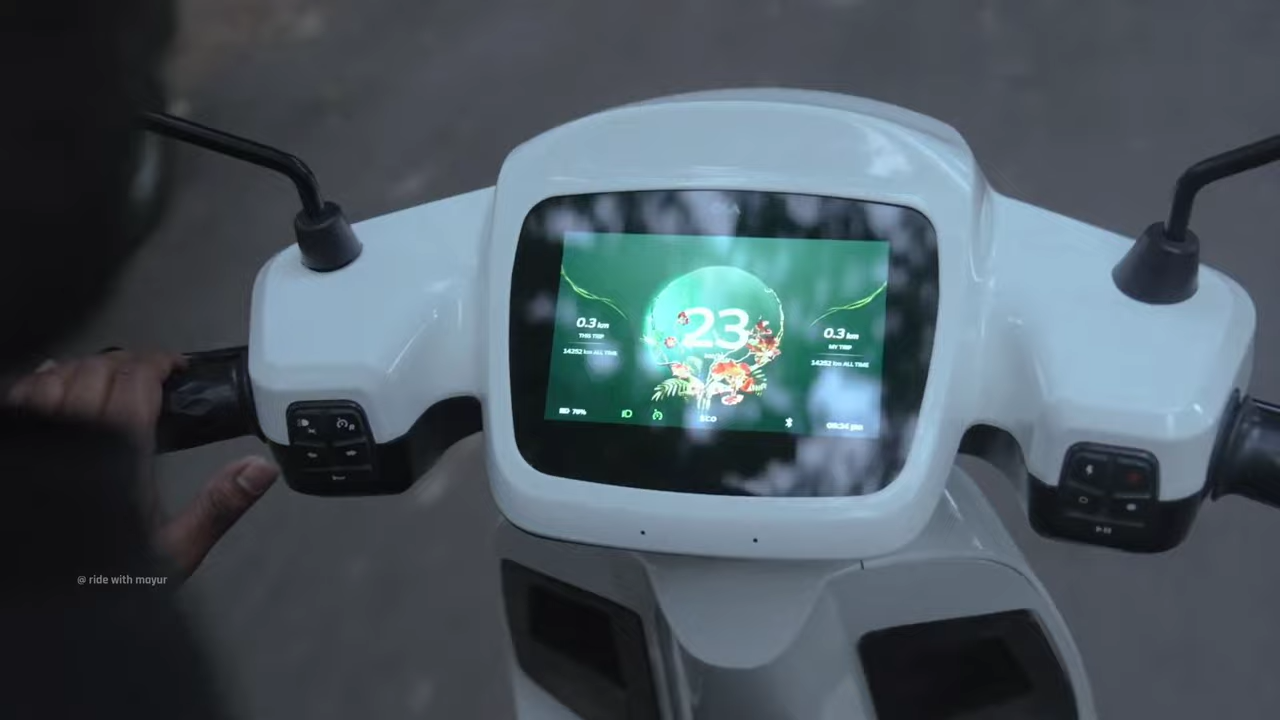 23
0.3 km
THIS TRIP
14252 km ALL TIME
0.3 km
MY TRIP
14252 km ALL TIME
79%
ECO
08:34 pm
@ ride with mayur